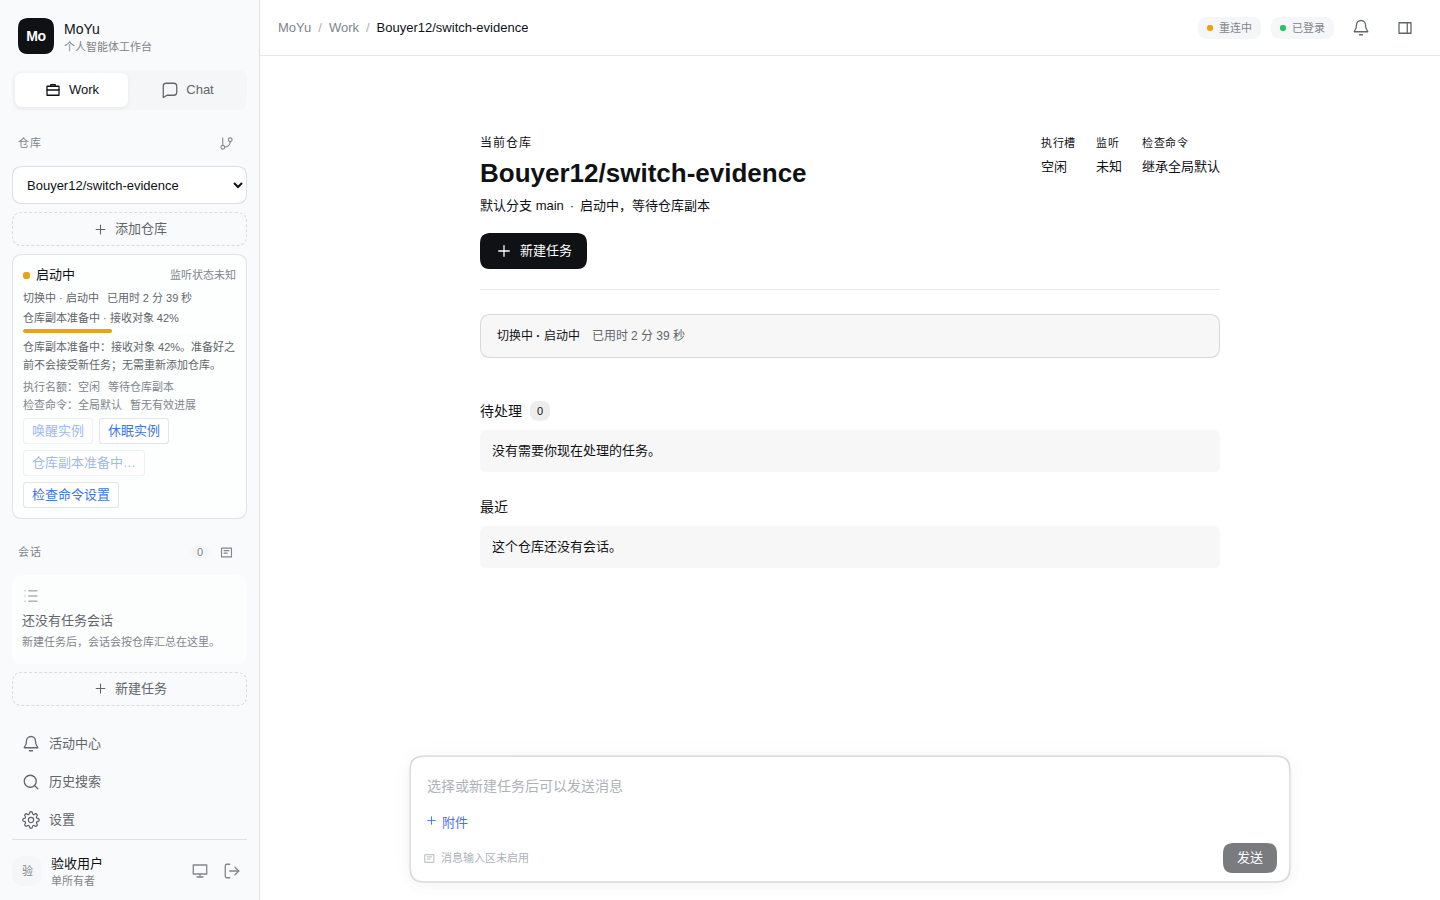 Mo
MoYu
个人智能体工作台
Work
Chat
仓库
Bouyer12/switch-evidence
添加仓库
启动中
监听状态未知
切换中 · 启动中 已用时 2 分 39 秒
仓库副本准备中 · 接收对象 42%
仓库副本准备中：接收对象 42%。准备好之
前不会接受新任务；无需重新添加仓库。
执行名额：空闲 等待仓库副本
检查命令：全局默认 暂无有效进展
唤醒实例
休眠实例
仓库副本准备中…
检查命令设置
会话
0
还没有任务会话
新建任务后，会话会按仓库汇总在这里。
新建任务
活动中心
历史搜索
设置
验
验收用户
单所有者
MoYu / Work / Bouyer12/switch-evidence
重连中
已登录
当前仓库
Bouyer12/switch-evidence
默认分支 main · 启动中，等待仓库副本
执行槽
空闲
监听
未知
检查命令
继承全局默认
新建任务
切换中 · 启动中 已用时 2 分 39 秒
待处理 0
没有需要你现在处理的任务。
最近
这个仓库还没有会话。
选择或新建任务后可以发送消息
附件
消息输入区未启用
发送